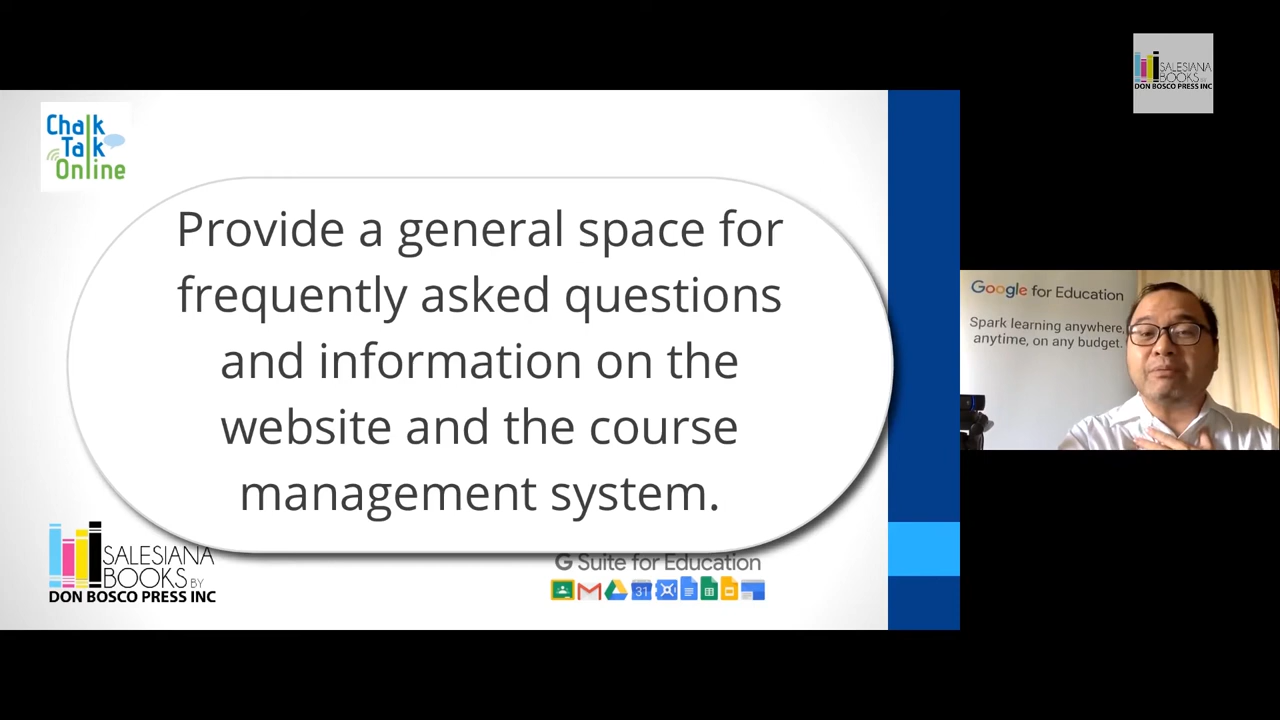 Chalk
Talk
Online
Provide a general space for
frequently asked questions
and information on the
website and the course
management system.
SALESIANA
BOOKS BY
DON BOSCO PRESS INC
G Suite for Education
31
SALESIANA
BOOKS BY
DON BOSCO PRESS INC
Google for Education
Spark learning anywhere,
anytime, on any budget.